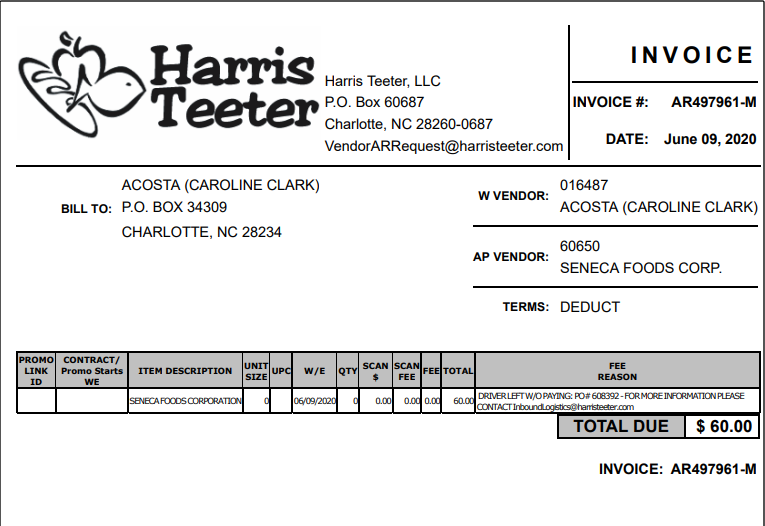 Harris
Teeter
Harris Teeter, LLC
P.O. Box 60687
Charlotte, NC 28260-0687
VendorARRequest@harristeeter.com
INVOICE
INVOICE #: AR497961-M
DATE: June 09, 2020
BILL TO:
ACOSTA (CAROLINE CLARK)
P.O. BOX 34309
CHARLOTTE, NC 28234
W VENDOR:
016487
ACOSTA (CAROLINE CLARK)
AP VENDOR:
60650
SENECA FOODS CORP.
TERMS: DEDUCT
PROMO LINK ID CONTRACT/ Promo Starts WE ITEM DESCRIPTION UNIT SIZE UPC W/E QTY SCAN $ SCAN FEE FEE TOTAL FEE REASON
SENECA FOODS CORPORATION 0 06/09/2020 0 0.00 0.00 0.00 60.00 DRIVER LEFT W/O PAYING: PO# 608392 - FOR MORE INFORMATION PLEASE
CONTACT InboundLogistics@harristeeter.com
TOTAL DUE $ 60.00
INVOICE: AR497961-M